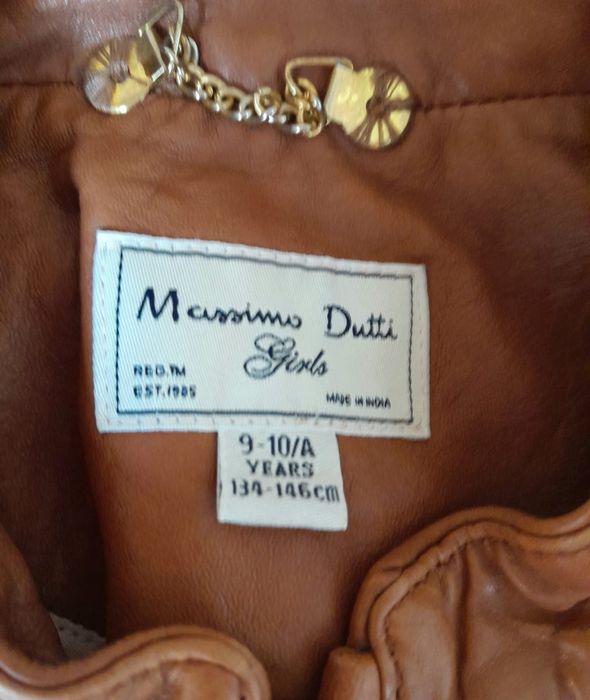 Massimo Dutti
Girls
REG.TM
EST.1985
MADE IN INDIA
9-10/A
YEARS
134-146cm